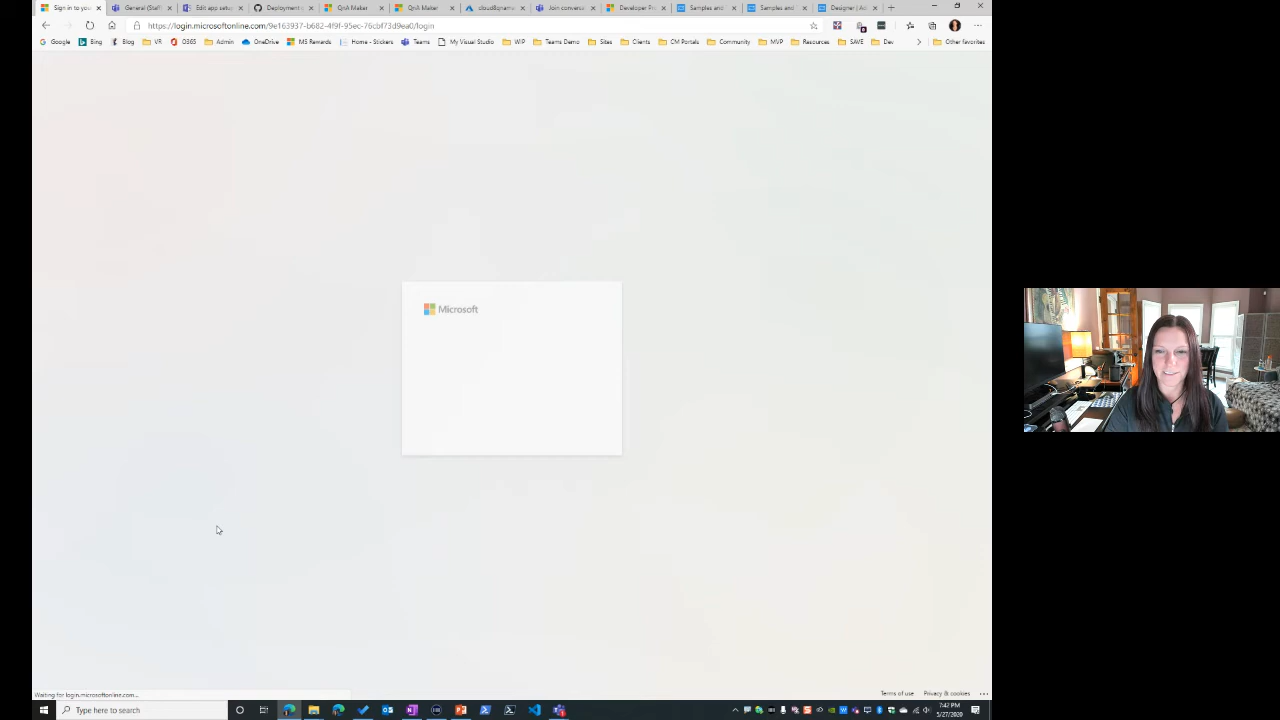 Sign in to you
General (Staff
Edit app setu
Deployment
QnA Maker
QnA Maker
Join conversa
Developer Po
Samples and
Samples and
Designer | Ad
https://login.microsoftonline.com/9e163937-b682-4f9f-95ec-76cbf73d9ea0/login
Google
Bing
Blog
VR
O365
Admin
OneDrive
MS Rewards
Home - Stickers
Teams
My Visual Studio
WIP
Teams Demo
Sites
Clients
CM Portals
Community
MVP
Resources
SAVE
Dev
Other favorites
Microsoft
Waiting for login.microsoftonline.com...
Terms of use
Privacy & cookies
Type here to search
7:42 PM
5/27/2020